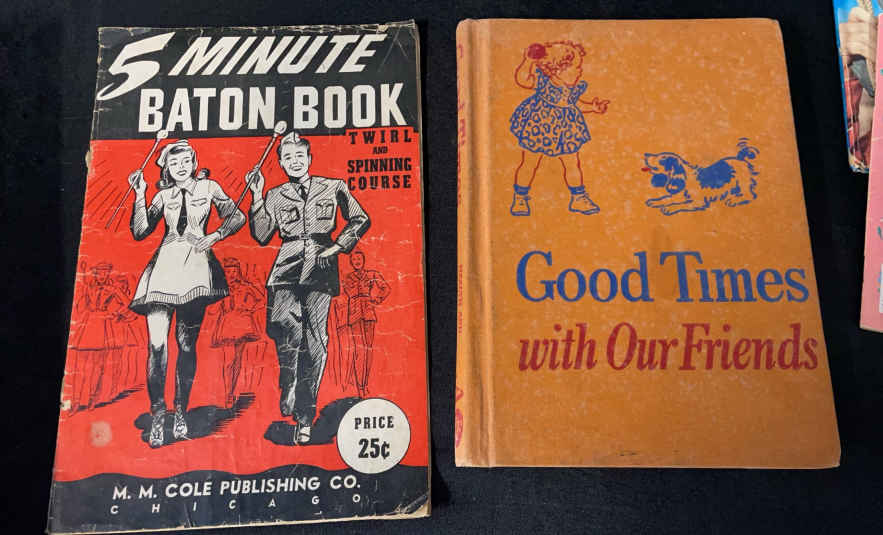 5 MINUTE
BATON BOOK
TWIRL
AND
SPINNING
COURSE
PRICE
25¢
M. M. COLE PUBLISHING CO.
CHICAGO
Good Times
with Our Friends